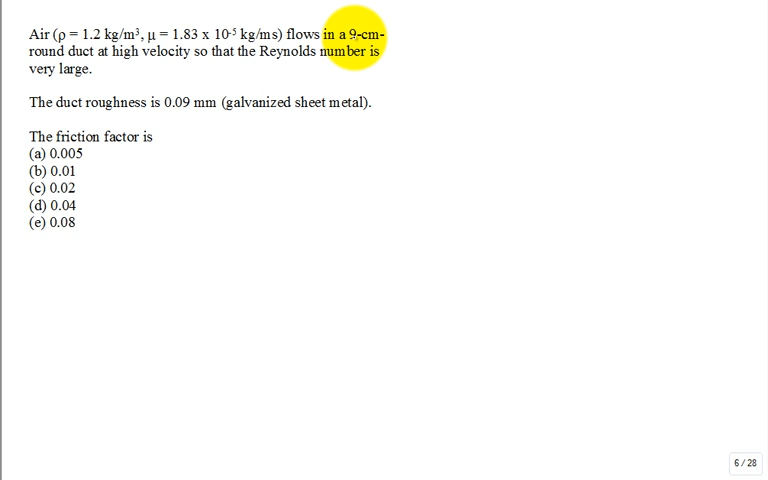 Air (ρ = 1.2 kg/m³, μ = 1.83 x 10⁻⁵ kg/ms) flows in a 9-cm-
round duct at high velocity so that the Reynolds number is
very large.
The duct roughness is 0.09 mm (galvanized sheet metal).
The friction factor is
(a) 0.005
(b) 0.01
(c) 0.02
(d) 0.04
(e) 0.08
6 / 28